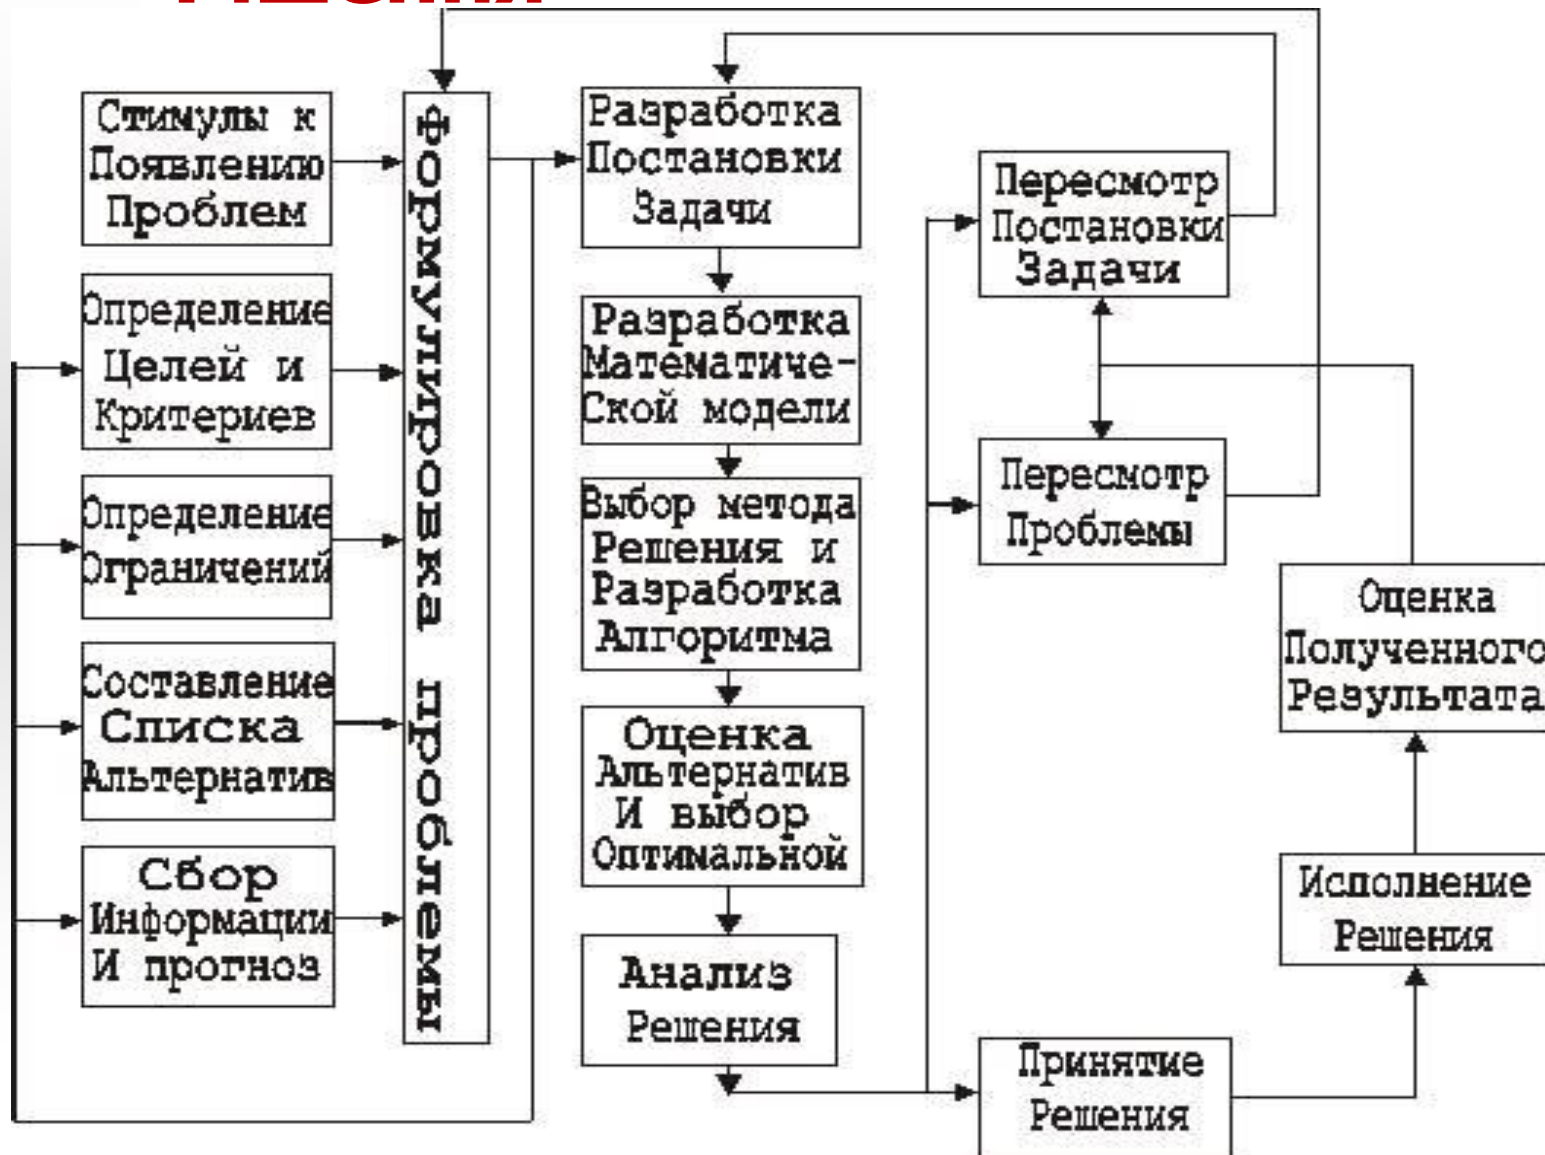 Стимулы к
Появлению
Проблем
Определение
Целей и
Критериев
Определение
Ограничений
Составление
Списка
Альтернатив
Сбор
Информации
И прогноз
Формулировка проблемы
Разработка
Постановки
Задачи
Разработка
Математиче-
Ской модели
Выбор метода
Решения и
Разработка
Алгоритма
Оценка
Альтернатив
И выбор
Оптимальной
Анализ
Решения
Пересмотр
Постановки
Задачи
Пересмотр
Проблемы
Принятие
Решения
Оценка
Полученного
Результата
Исполнение
Решения